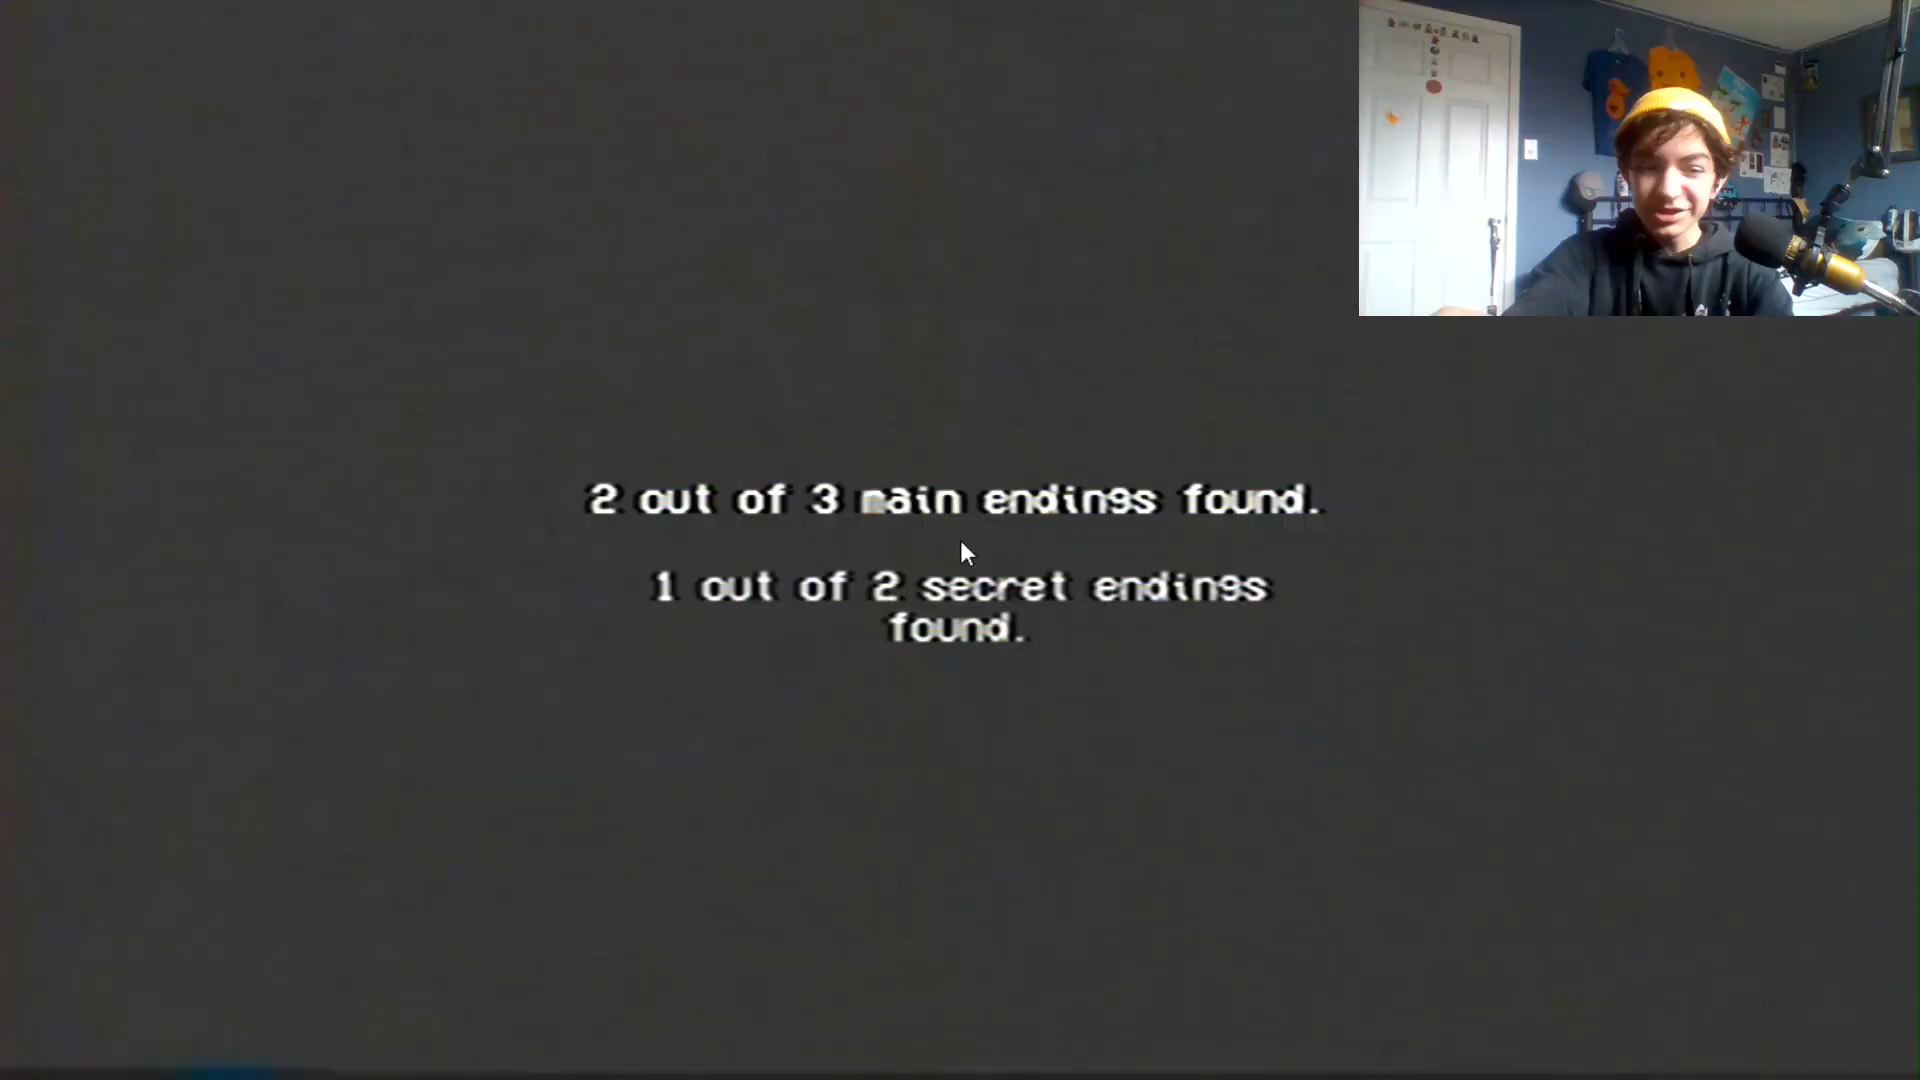 2 out of 3 main endings found.
1 out of 2 secret endings
found.